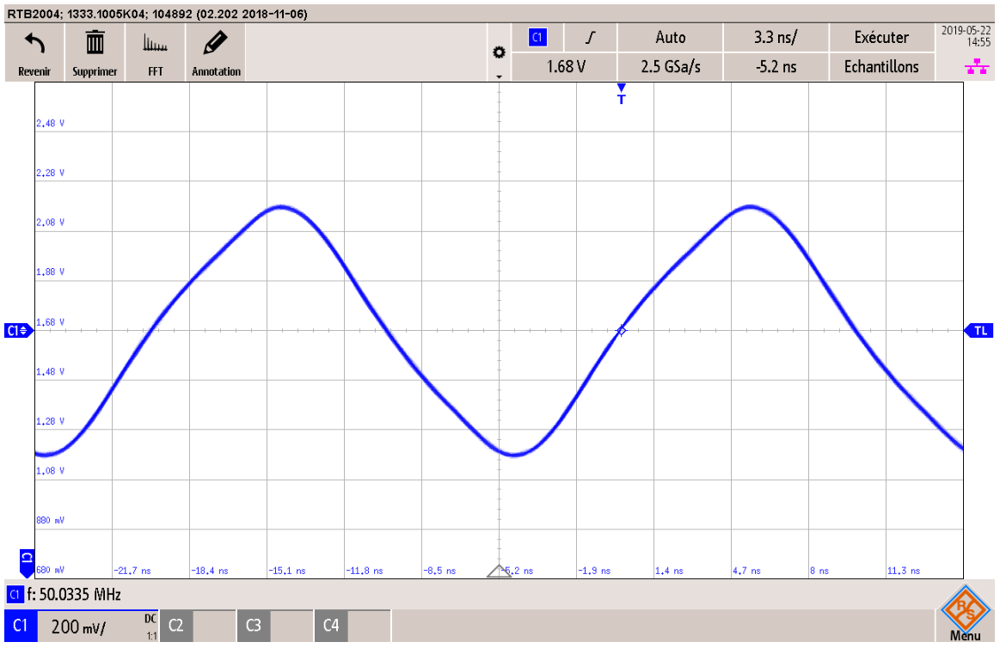 RTB2004; 1333.1005K04; 104892 (02.202 2018-11-06)
Revenir Supprimer FFT Annotation
C1 Auto 3.3 ns/ Exécuter
1.68 V 2.5 GSa/s -5.2 ns Echantillons
2019-05-22
14:55
T
2.48 V
2.28 V
2.08 V
1.88 V
1.68 V
C1 TL
1.48 V
1.28 V
1.08 V
880 mV
C1
680 mV -21.7 ns -18.4 ns -15.1 ns -11.8 ns -8.5 ns -5.2 ns -1.9 ns 1.4 ns 4.7 ns 8 ns 11.3 ns
C1 f: 50.0335 MHz
C1 200 mV/ DC 1:1 C2 C3 C4
R&S
Menu